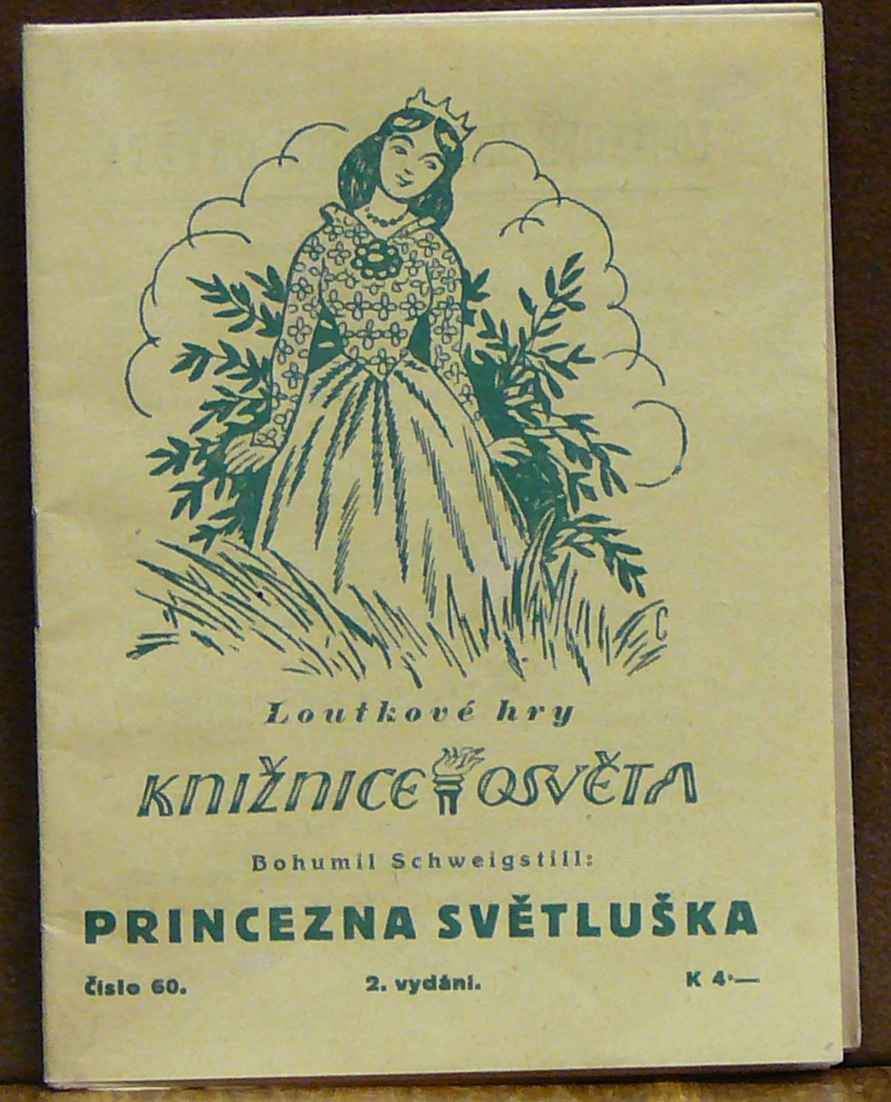 Loutkové hry
KNIŽNICE OSVĚTA
Bohumil Schweigstill:
PRINCEZNA SVĚTLUŠKA
Číslo 60. 2. vydání. K 4·—